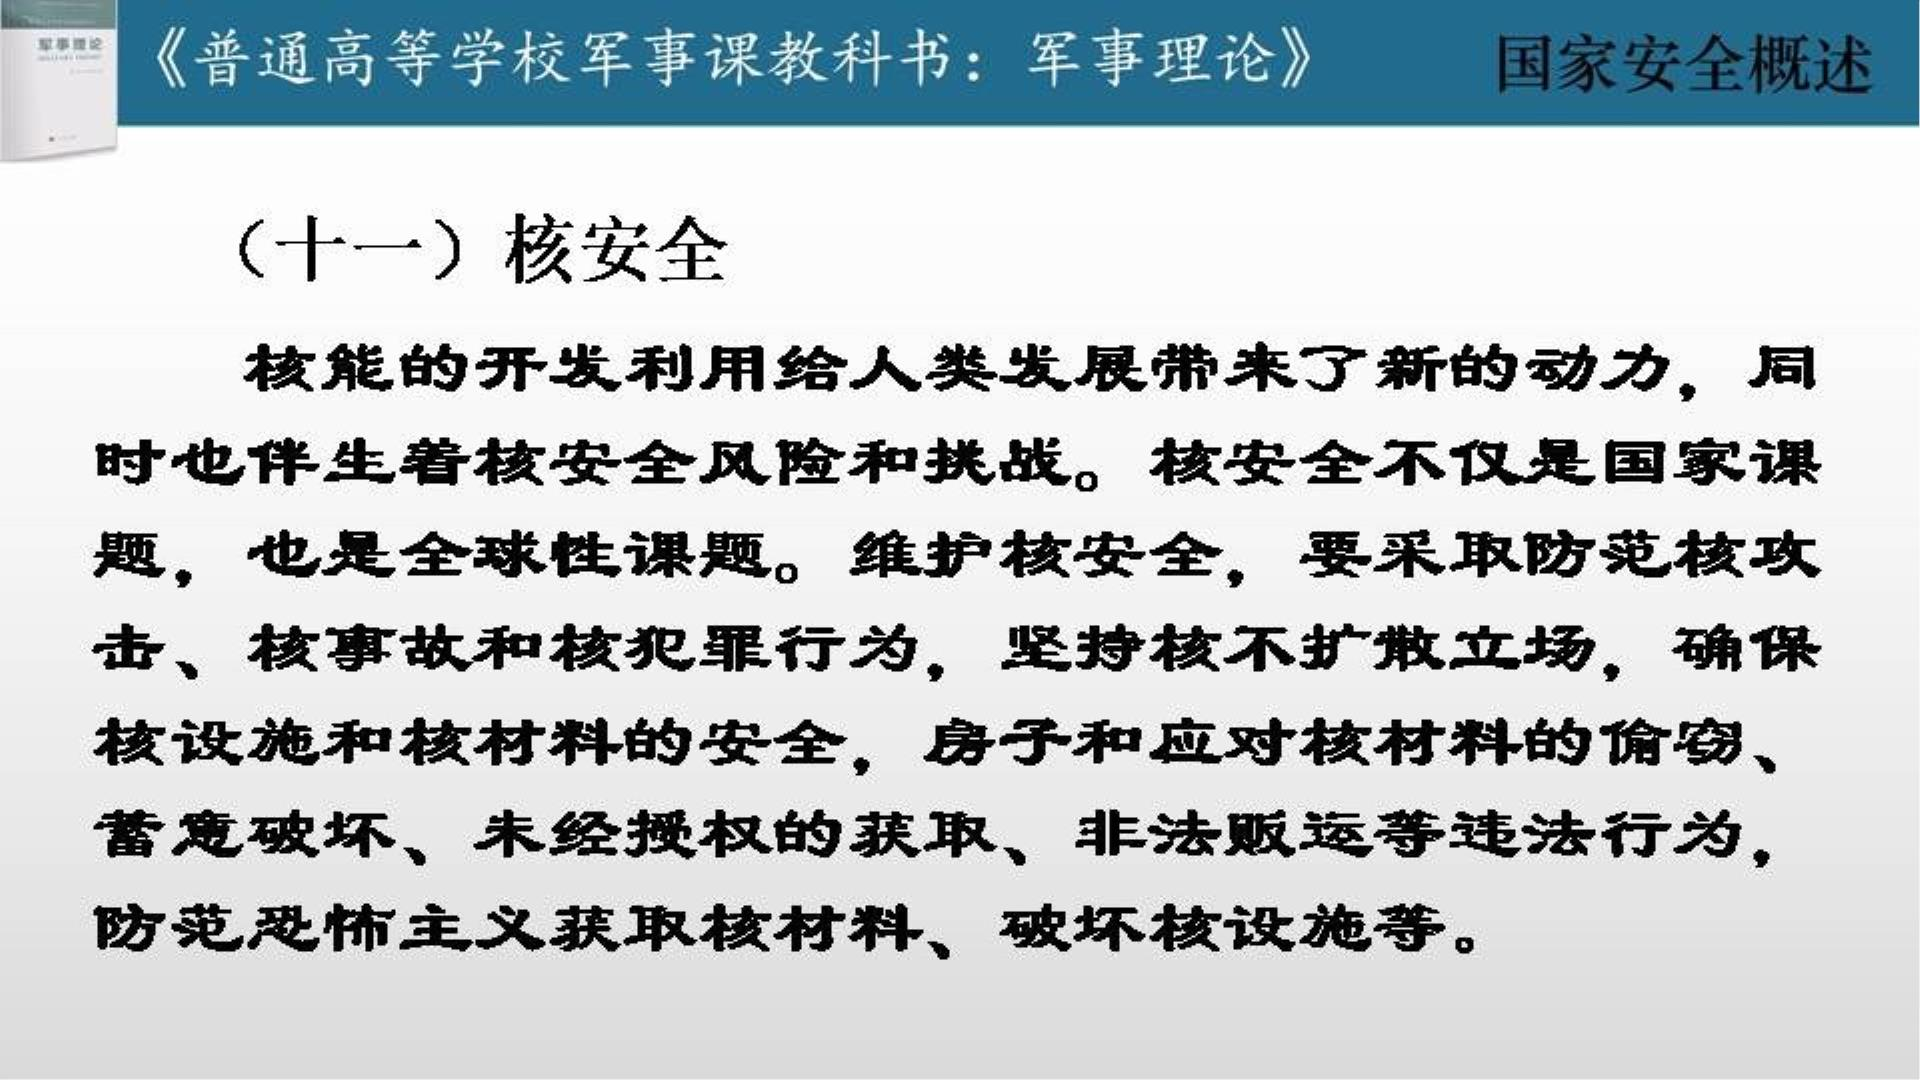 军事理论
《普通高等学校军事课教科书：军事理论》
国家安全概述
（十一）核安全
核能的开发利用给人类发展带来了新的动力，同
时也伴生着核安全风险和挑战。核安全不仅是国家课
题，也是全球性课题。维护核安全，要采取防范核攻
击、核事故和核犯罪行为，坚持核不扩散立场，确保
核设施和核材料的安全，房子和应对核材料的偷窃、
蓄意破坏、未经授权的获取、非法贩运等违法行为，
防范恐怖主义获取核材料、破坏核设施等。